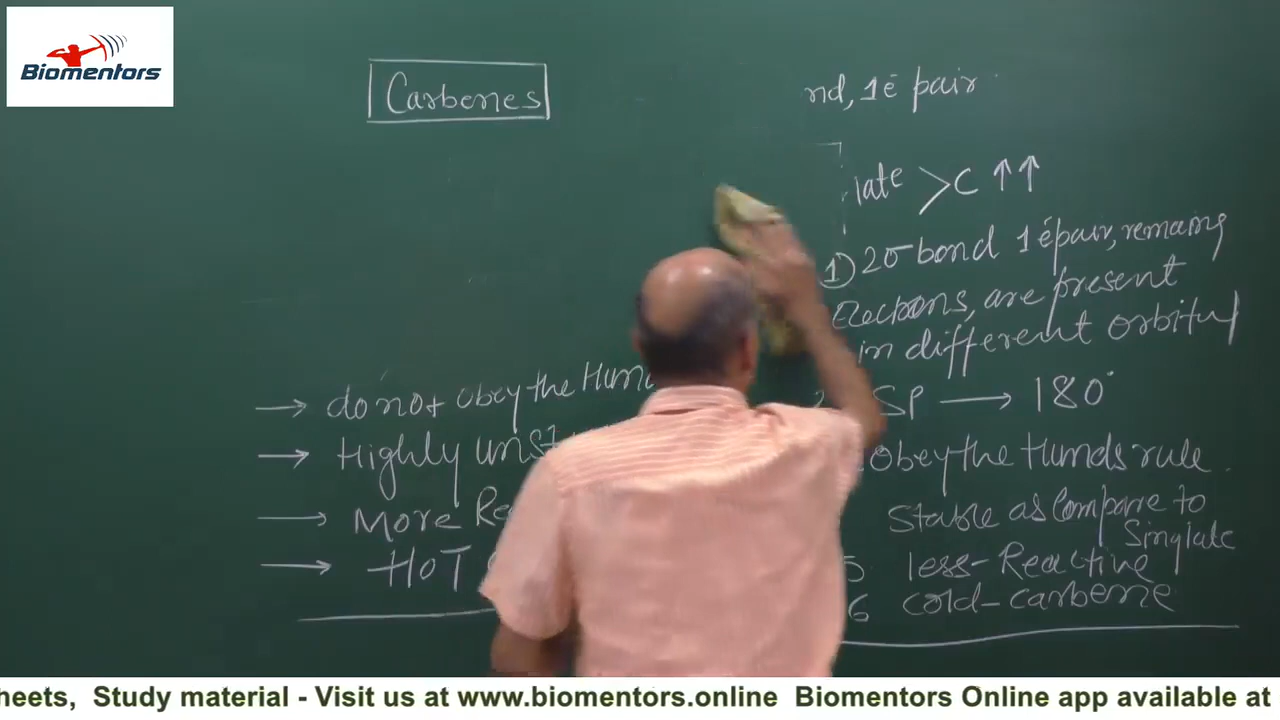 Biomentors
Carbenes
nd, 1ē pair
late >C ↑↑
1) 2σ bond 1 ēpair, remaing
Electrons, are present
in different orbital
SP → 180°
→ do not obey the Hund
obey the Hunds rule.
→ Highly unst
Stable as compare to
Singlate
→ More Re
5 less-Reactive
→ HOT
6 cold-carbene
heets, Study material - Visit us at www.biomentors.online Biomentors Online app available at